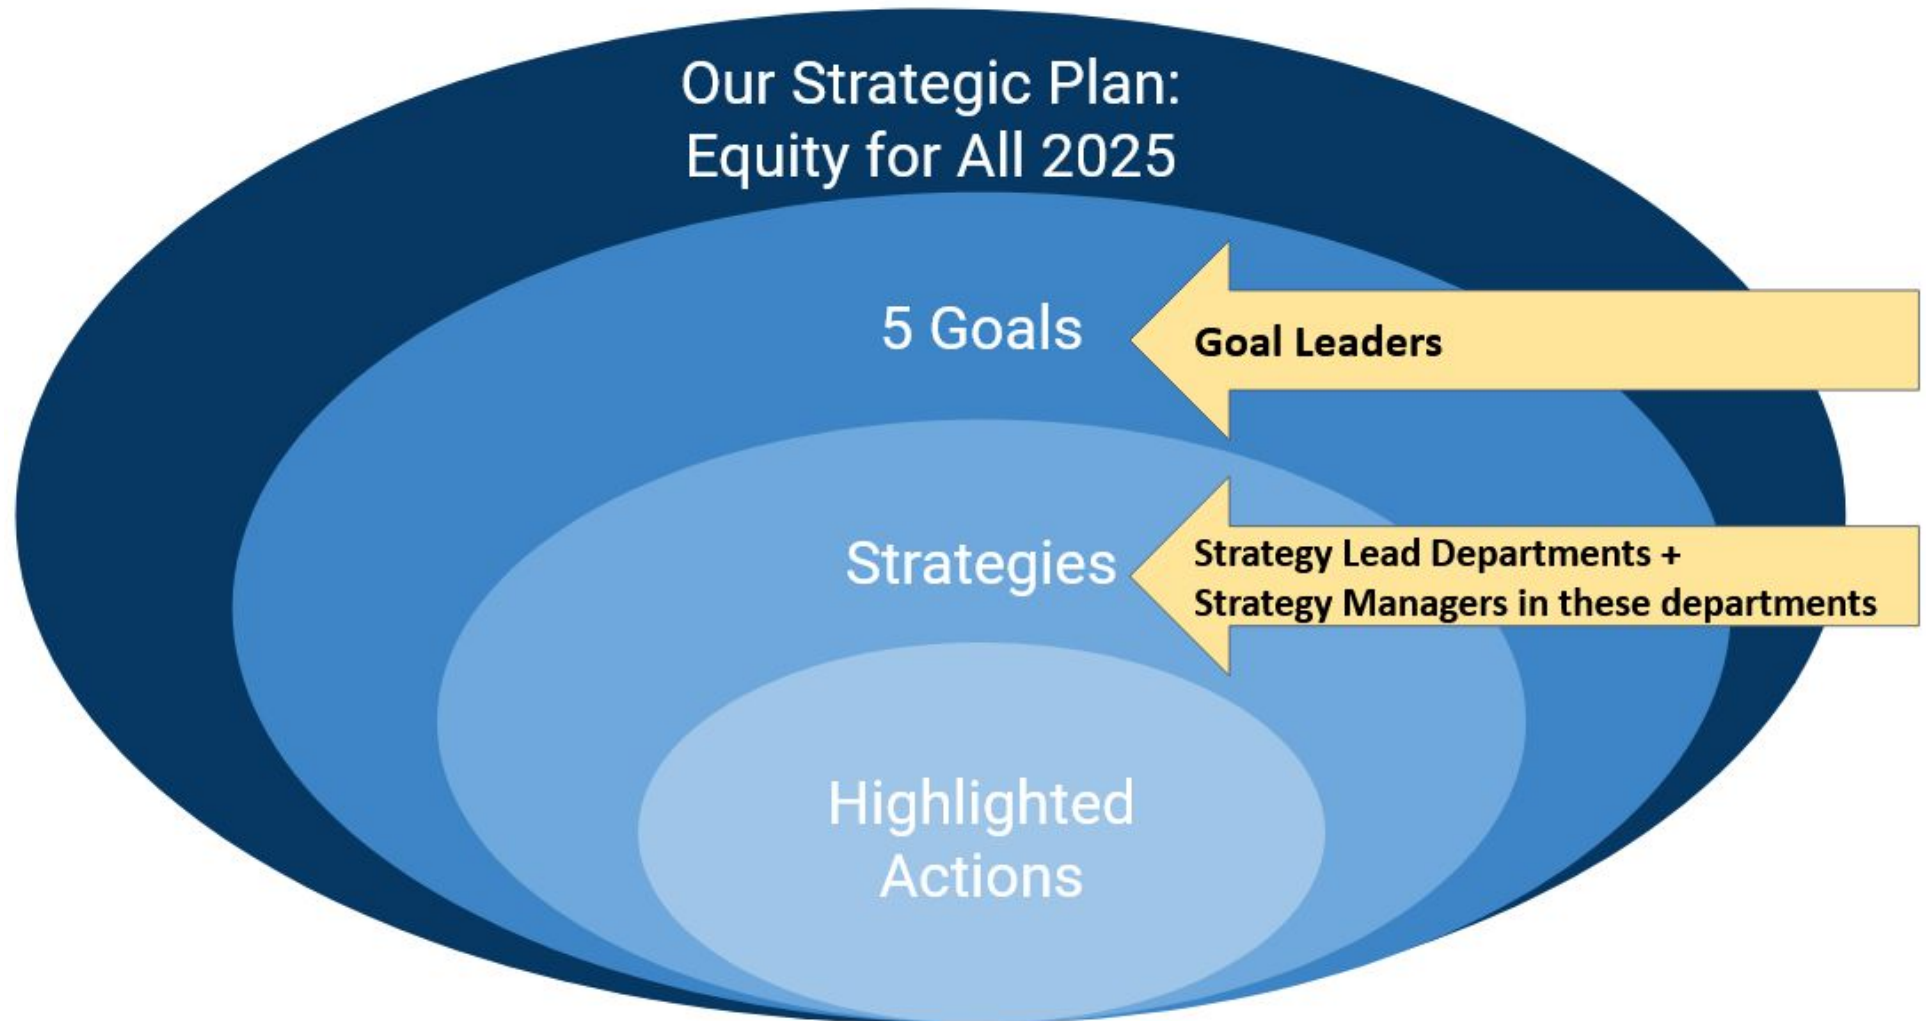 Our Strategic Plan:
Equity for All 2025
5 Goals
Goal Leaders
Strategies
Strategy Lead Departments +
Strategy Managers in these departments
Highlighted
Actions